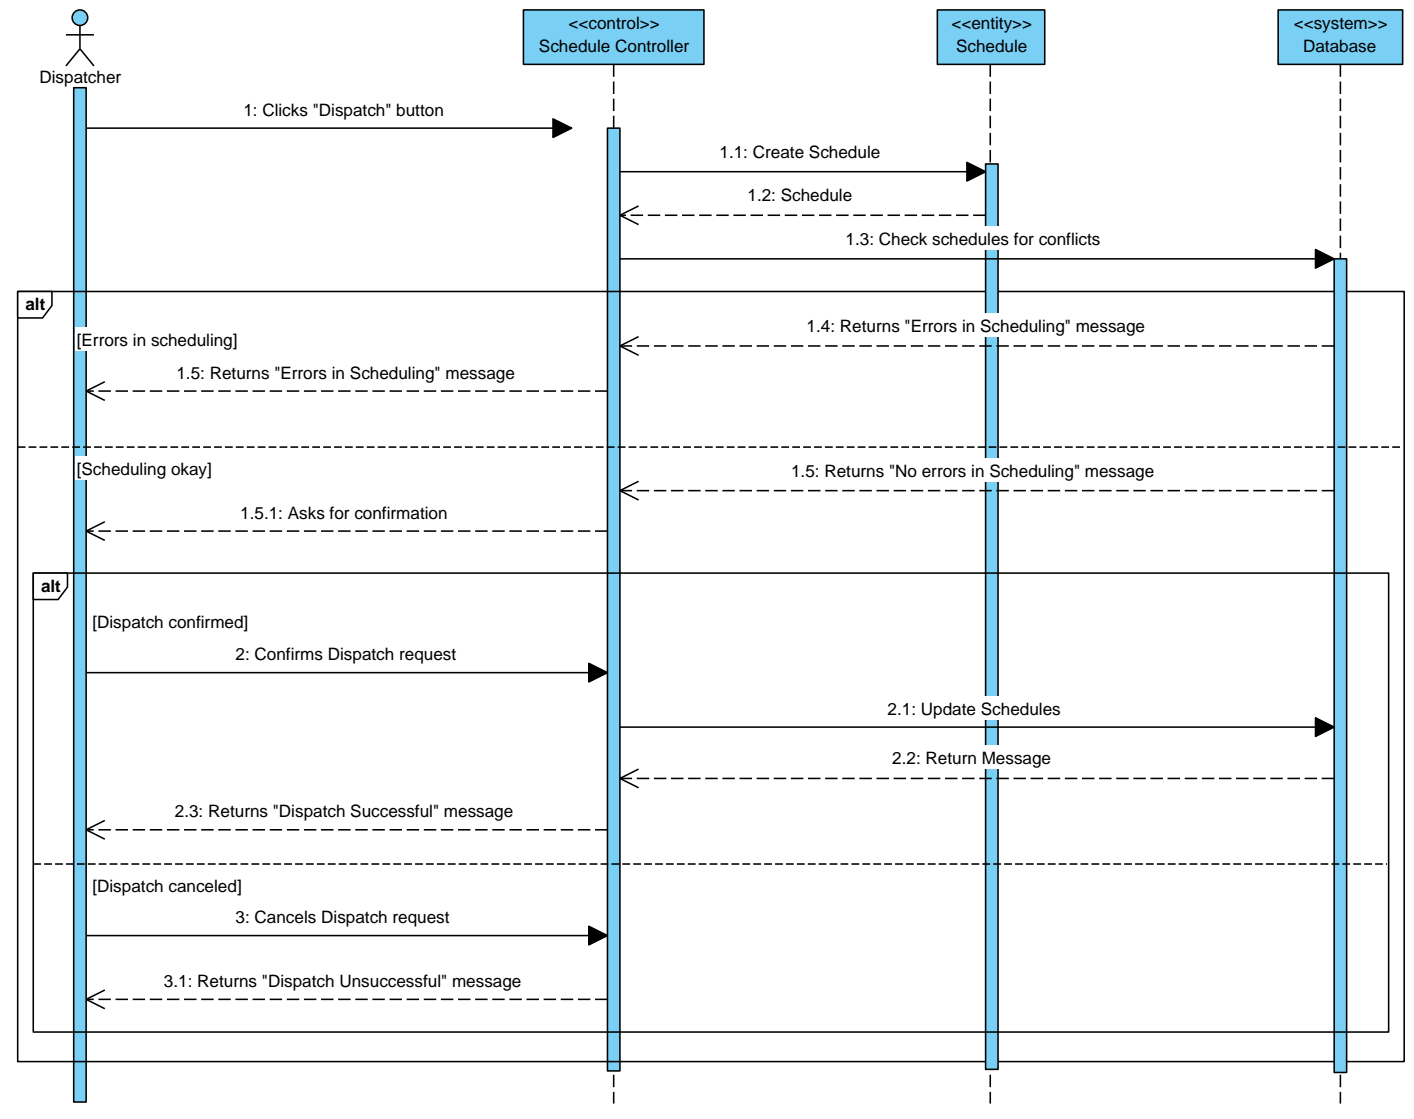 Dispatcher
<<control>>
Schedule Controller
<<entity>>
Schedule
<<system>>
Database
1: Clicks "Dispatch" button
1.1: Create Schedule
1.2: Schedule
1.3: Check schedules for conflicts
alt
[Errors in scheduling]
1.4: Returns "Errors in Scheduling" message
1.5: Returns "Errors in Scheduling" message
[Scheduling okay]
1.5: Returns "No errors in Scheduling" message
1.5.1: Asks for confirmation
alt
[Dispatch confirmed]
2: Confirms Dispatch request
2.1: Update Schedules
2.2: Return Message
2.3: Returns "Dispatch Successful" message
[Dispatch canceled]
3: Cancels Dispatch request
3.1: Returns "Dispatch Unsuccessful" message